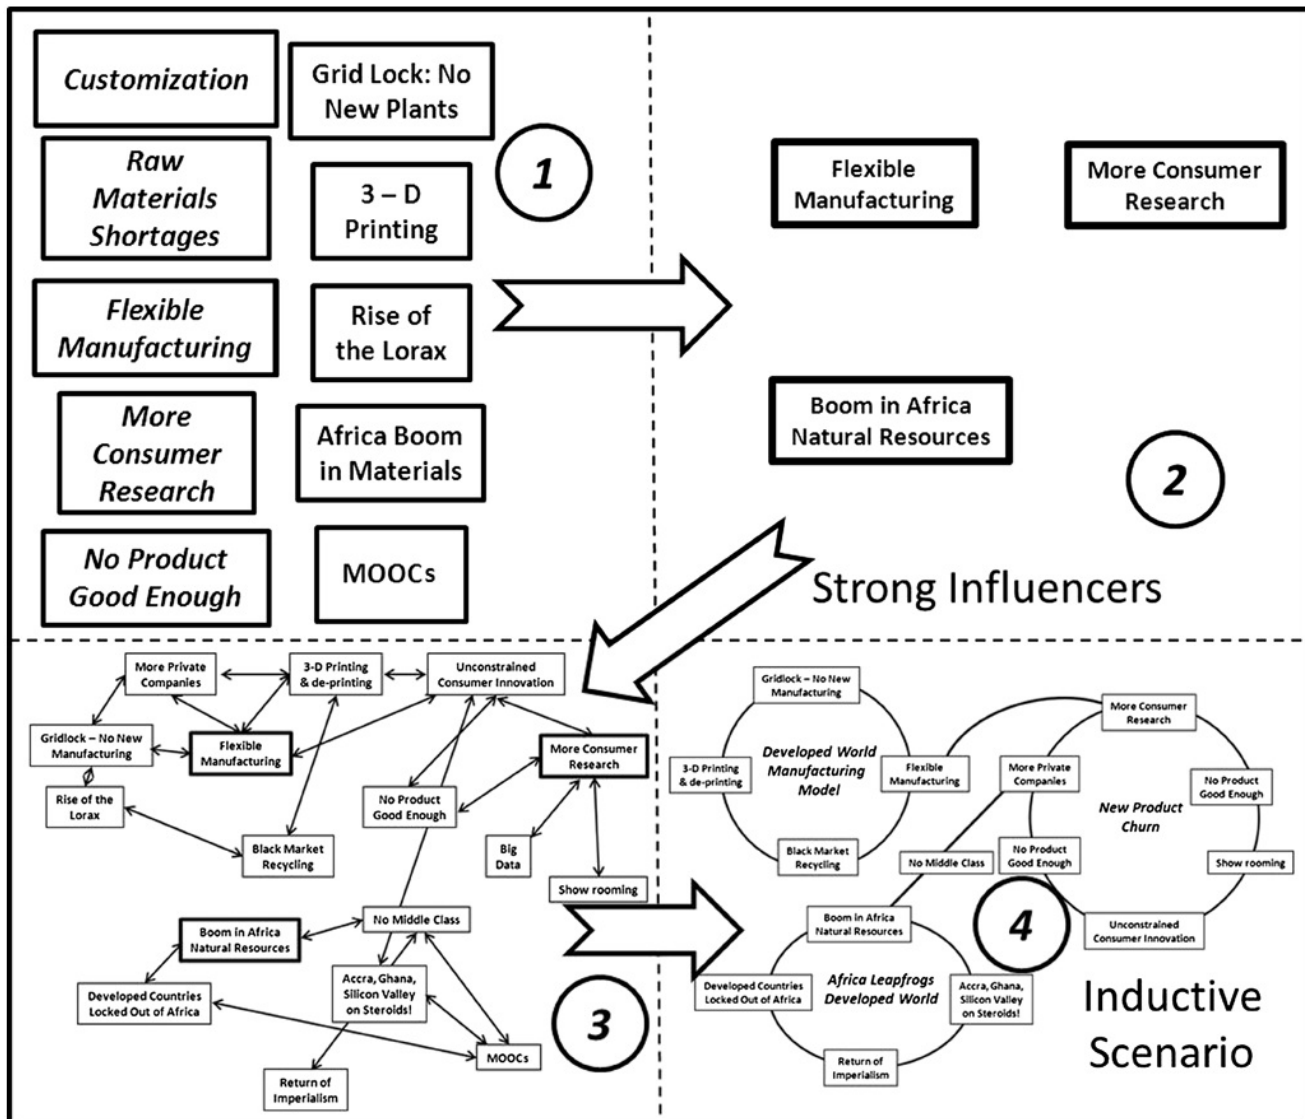 Customization
Grid Lock: No
New Plants
Raw
Materials
Shortages
3 – D
Printing
1
Flexible
Manufacturing
Rise of
the Lorax
More
Consumer
Research
Africa Boom
in Materials
No Product
Good Enough
MOOCs
Flexible
Manufacturing
More Consumer
Research
Boom in Africa
Natural Resources
2
Strong Influencers
More Private
Companies
3-D Printing
& de-printing
Unconstrained
Consumer Innovation
Gridlock – No New
Manufacturing
Flexible
Manufacturing
More Consumer
Research
Rise of the
Lorax
No Product
Good Enough
Black Market
Recycling
Big
Data
Show rooming
Boom in Africa
Natural Resources
No Middle Class
Developed Countries
Locked Out of Africa
Accra, Ghana,
Silicon Valley
on Steroids!
MOOCs
Return of
Imperialism
3
Gridlock – No New
Manufacturing
3-D Printing
& de-printing
Developed World
Manufacturing
Model
Flexible
Manufacturing
Black Market
Recycling
More Consumer
Research
More Private
Companies
No Product
Good Enough
New Product
Churn
No Middle Class
No Product
Good Enough
Show rooming
Unconstrained
Consumer Innovation
4
Boom in Africa
Natural Resources
Developed Countries
Locked Out of Africa
Africa Leapfrogs
Developed World
Accra, Ghana,
Silicon Valley
on Steroids!
Return of
Imperialism
Inductive
Scenario